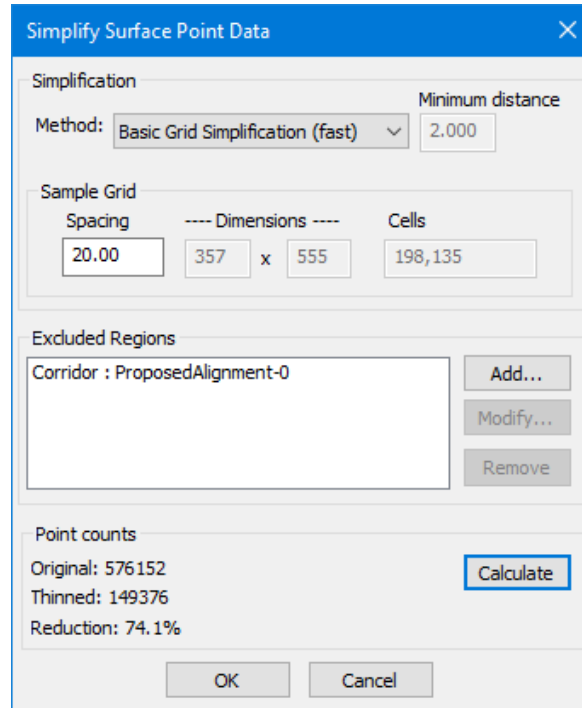 Simplify Surface Point Data
Simplification
Minimum distance
Method: Basic Grid Simplification (fast) 2.000
Sample Grid
Spacing ---- Dimensions ---- Cells
20.00 357 x 555 198,135
Excluded Regions
Corridor : ProposedAlignment-0
Add...
Modify...
Remove
Point counts
Original: 576152
Calculate
Thinned: 149376
Reduction: 74.1%
OK Cancel